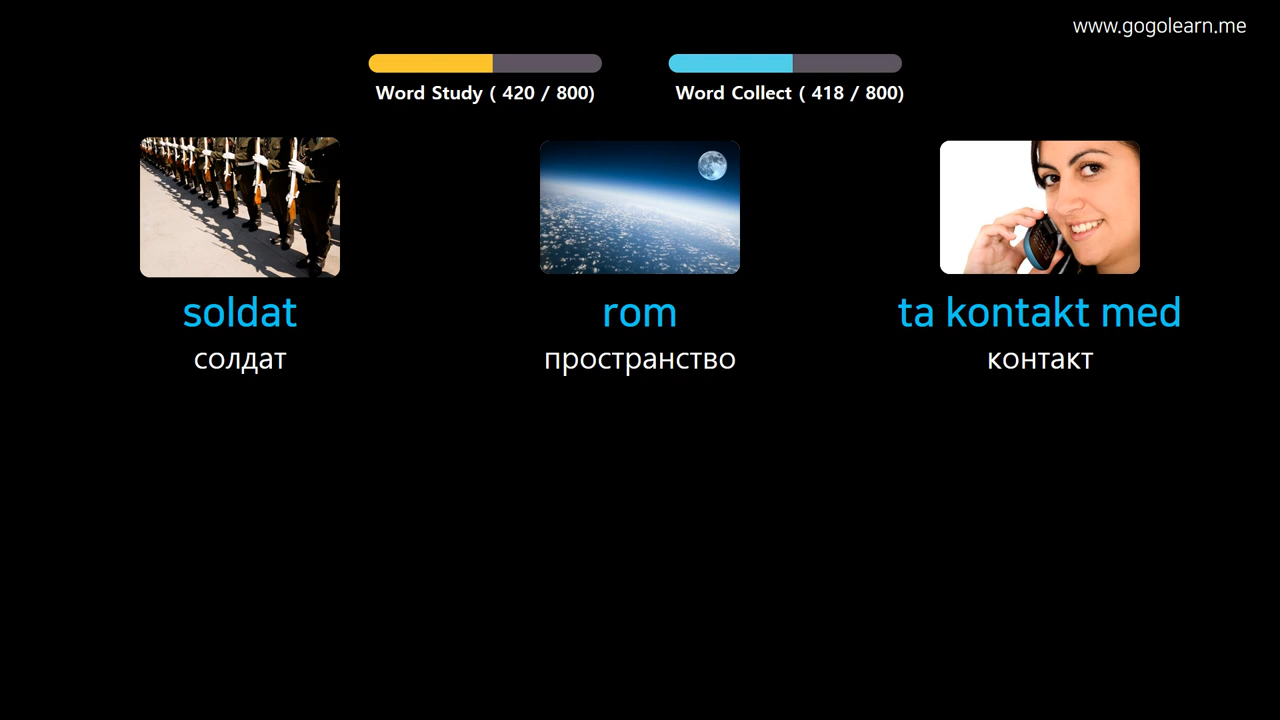 www.gogolearn.me
Word Study ( 420 / 800)
Word Collect ( 418 / 800)
soldat
rom
ta kontakt med
солдат
пространство
контакт